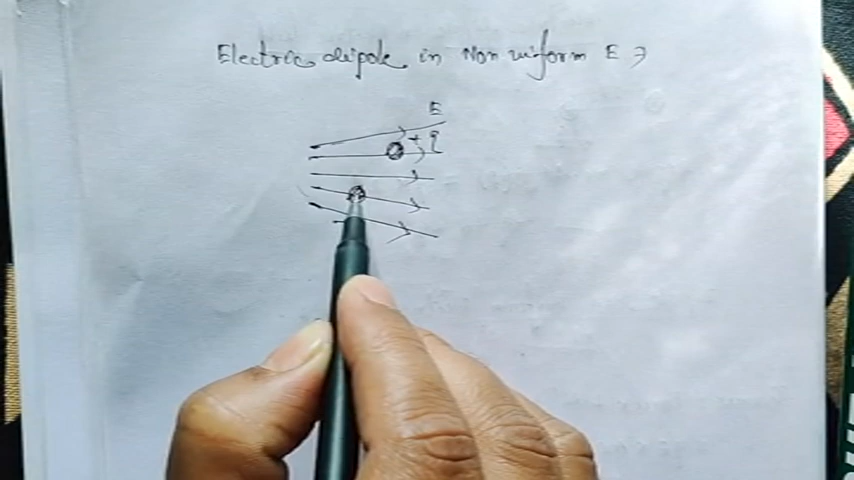 Electric dipole in Non uniform E →
E
+q